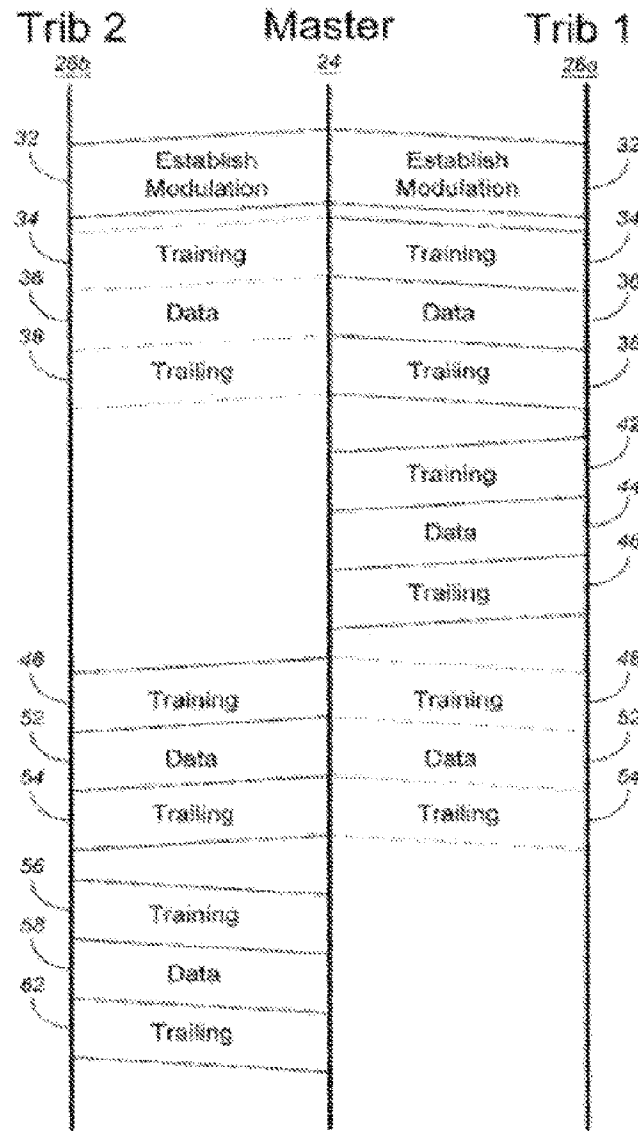 Trib 2 Master Trib 1
26b 24 26a
32 Establish Modulation Establish Modulation 32
34 Training Training 34
36 Data Data 36
38 Trailing Trailing 38
Training 42
Data 44
Trailing 46
48 Training Training 48
52 Data Data 52
54 Trailing Trailing 54
56 Training
58 Data
62 Trailing